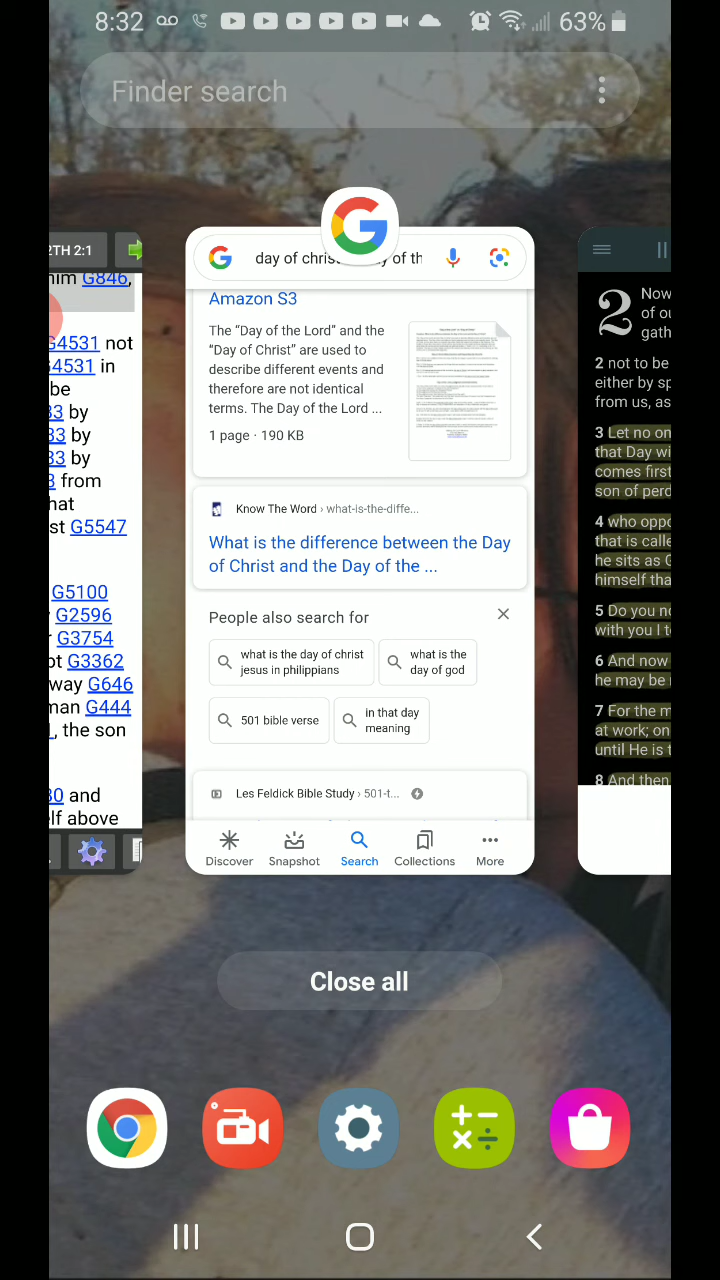 8:32
63%
Finder search
2TH 2:1
him G846,
G4531 not
G4531 in
be
33 by
33 by
33 by
from
hat
st G5547
G5100
G2596
G3754
ot G3362
way G646
man G444
, the son
30 and
elf above
day of chris
y of th
Amazon S3
The “Day of the Lord” and the
“Day of Christ” are used to
describe different events and
therefore are not identical
terms. The Day of the Lord ...
1 page · 190 KB
Know The Word › what-is-the-diffe...
What is the difference between the Day
of Christ and the Day of the ...
People also search for
what is the day of christ
jesus in philippians
what is the
day of god
501 bible verse
in that day
meaning
Les Feldick Bible Study › 501-t...
Discover
Snapshot
Search
Collections
More
2 Now
of ou
gath
2 not to be
either by sp
from us, as
3 Let no on
that Day wi
comes first
son of perd
4 who oppo
that is calle
he sits as G
himself tha
5 Do you no
with you I t
6 And now
he may be
7 For the m
at work; on
until He is t
8 And then
Close all